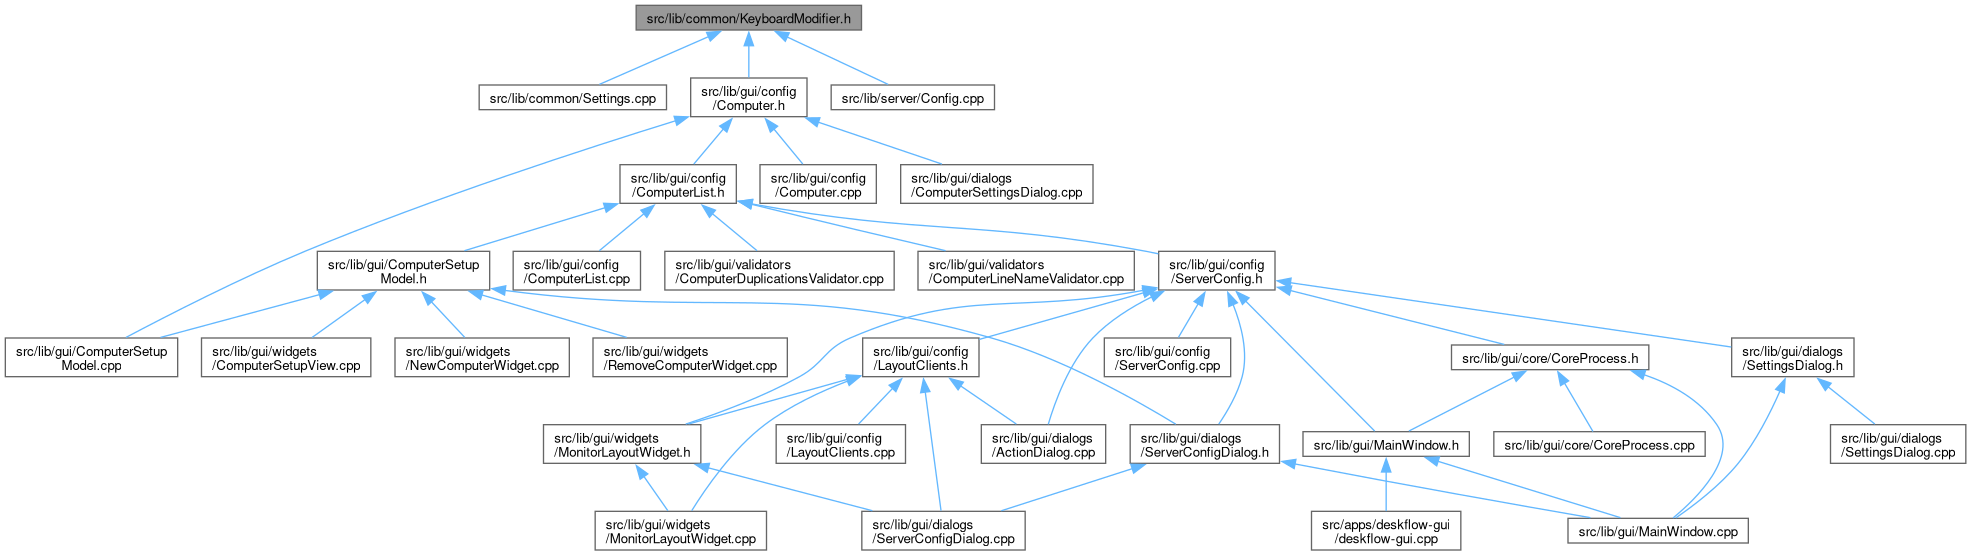 src/lib/common/KeyboardModifier.h
src/lib/common/Settings.cpp
src/lib/gui/config
/Computer.h
src/lib/server/Config.cpp
src/lib/gui/config
/ComputerList.h
src/lib/gui/config
/Computer.cpp
src/lib/gui/dialogs
/ComputerSettingsDialog.cpp
src/lib/gui/ComputerSetup
Model.h
src/lib/gui/config
/ComputerList.cpp
src/lib/gui/validators
/ComputerDuplicationsValidator.cpp
src/lib/gui/validators
/ComputerLineNameValidator.cpp
src/lib/gui/config
/ServerConfig.h
src/lib/gui/ComputerSetup
Model.cpp
src/lib/gui/widgets
/ComputerSetupView.cpp
src/lib/gui/widgets
/NewComputerWidget.cpp
src/lib/gui/widgets
/RemoveComputerWidget.cpp
src/lib/gui/config
/LayoutClients.h
src/lib/gui/config
/ServerConfig.cpp
src/lib/gui/core/CoreProcess.h
src/lib/gui/dialogs
/SettingsDialog.h
src/lib/gui/widgets
/MonitorLayoutWidget.h
src/lib/gui/config
/LayoutClients.cpp
src/lib/gui/dialogs
/ActionDialog.cpp
src/lib/gui/dialogs
/ServerConfigDialog.h
src/lib/gui/MainWindow.h
src/lib/gui/core/CoreProcess.cpp
src/lib/gui/dialogs
/SettingsDialog.cpp
src/lib/gui/widgets
/MonitorLayoutWidget.cpp
src/lib/gui/dialogs
/ServerConfigDialog.cpp
src/apps/deskflow-gui
/deskflow-gui.cpp
src/lib/gui/MainWindow.cpp